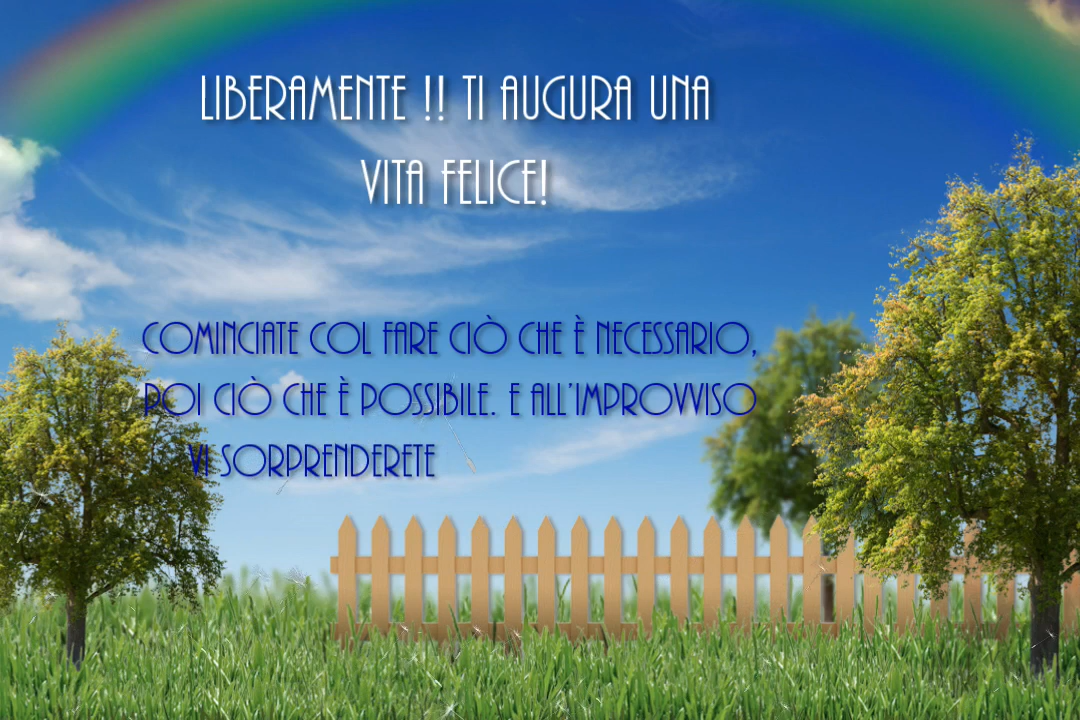 LIBERAMENTE !! TI AUGURA UNA
VITA FELICE!
COMINCIATE COL FARE CIÒ CHE È NECESSARIO,
POI CIÒ CHE È POSSIBILE. E ALL'IMPROVVISO
VI SORPRENDERETE